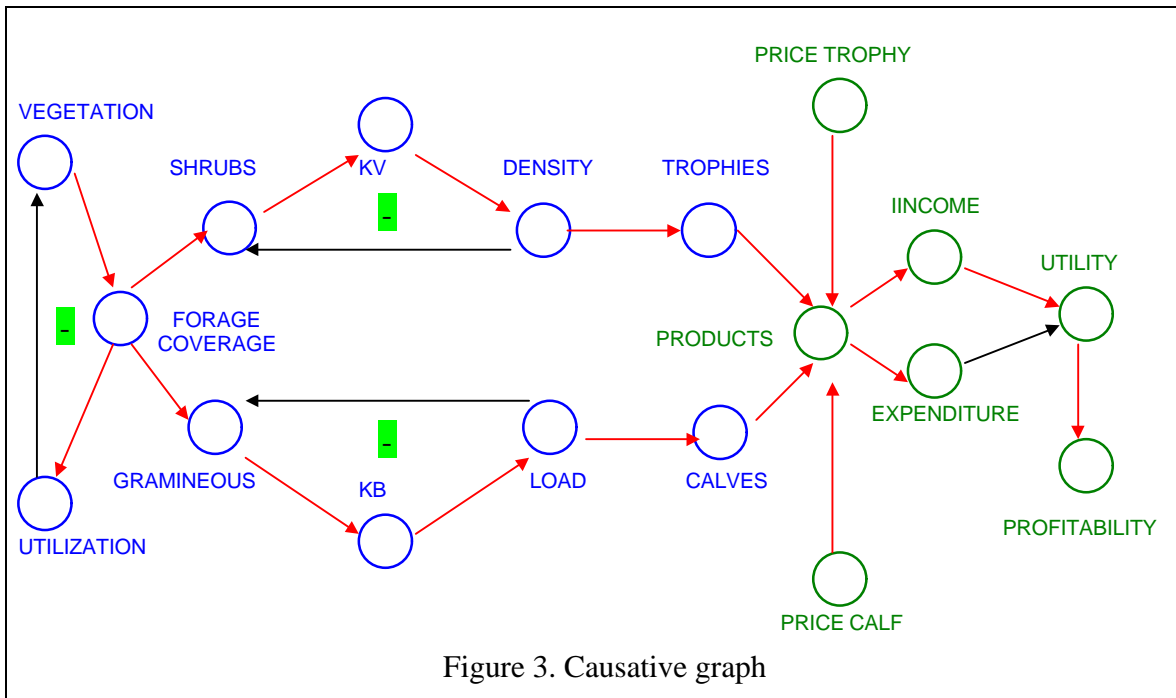 PRICE TROPHY
VEGETATION
SHRUBS
KV
DENSITY
TROPHIES
IINCOME
UTILITY
-
-
FORAGE
COVERAGE
PRODUCTS
EXPENDITURE
-
GRAMINEOUS
KB
LOAD
CALVES
UTILIZATION
PROFITABILITY
PRICE CALF
Figure 3. Causative graph